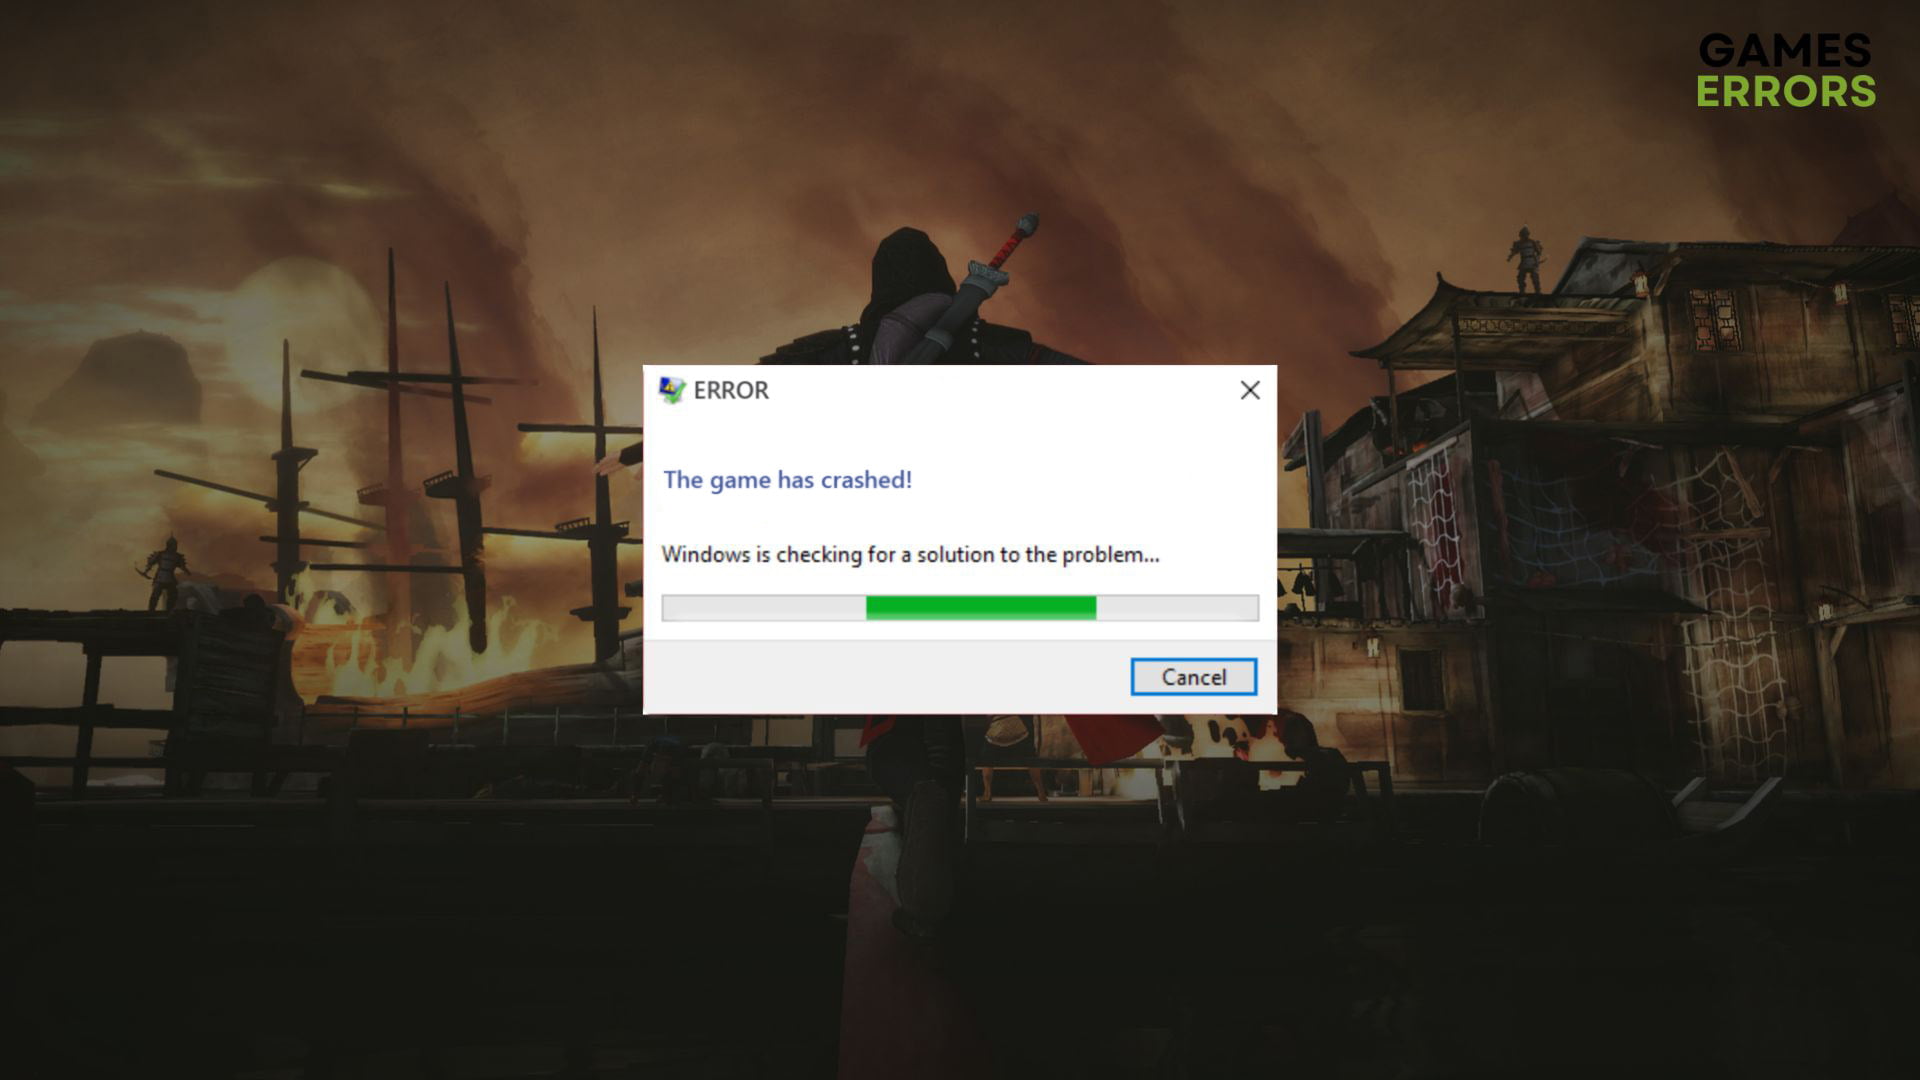 GAMES
ERRORS
ERROR
The game has crashed!
Windows is checking for a solution to the problem...
Cancel